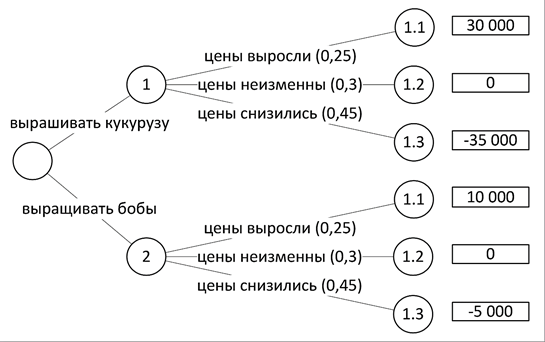 1.1 30 000
цены выросли (0,25)
1 цены неизменны (0,3) 1.2 0
цены снизились (0,45)
вырашивать кукурузу
1.3 -35 000
1.1 10 000
выращивать бобы
цены выросли (0,25)
2 цены неизменны (0,3) 1.2 0
цены снизились (0,45)
1.3 -5 000